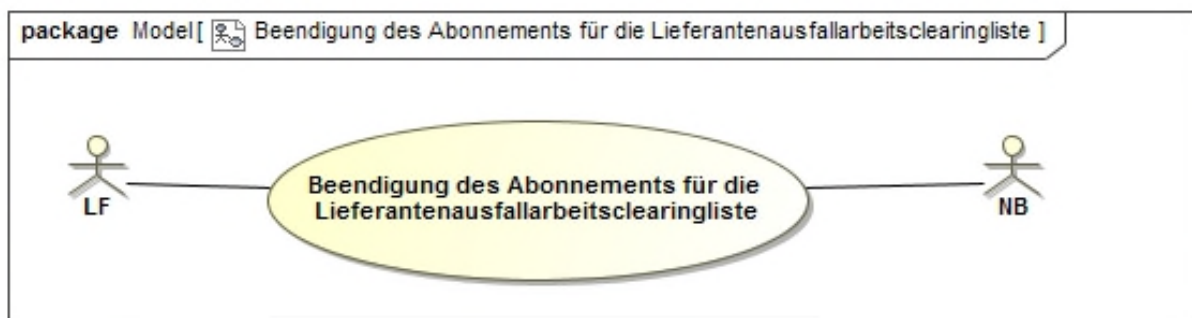 package Model[ Beendigung des Abonnements für die Lieferantenausfallarbeitsclearingliste ]
Beendigung des Abonnements für die
Lieferantenausfallarbeitsclearingliste
LF
NB